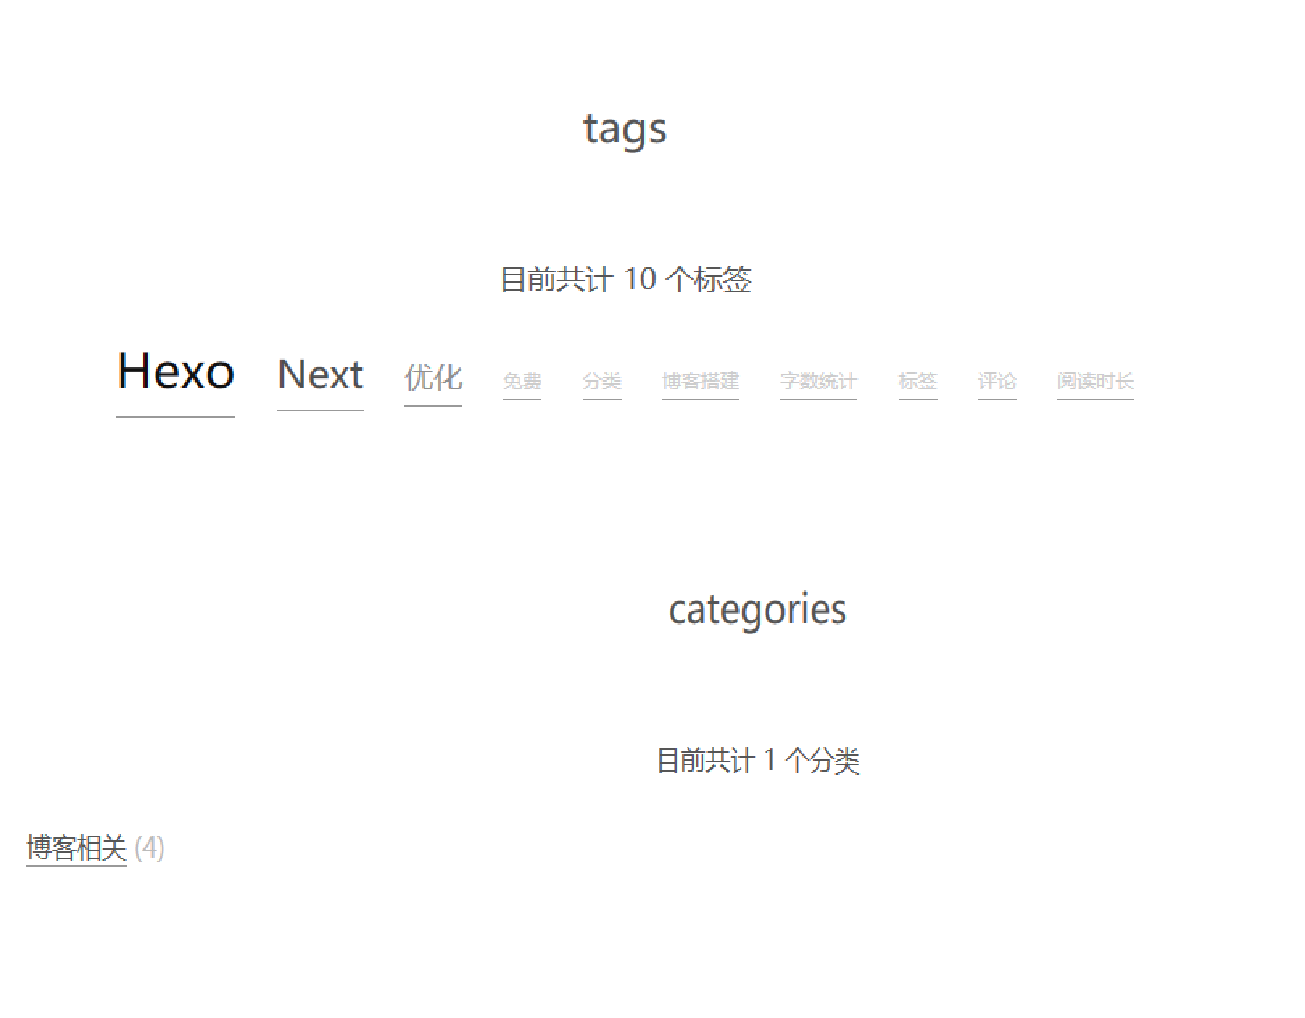 tags
目前共计 10 个标签
Hexo Next 优化 免费 分类 博客搭建 字数统计 标签 评论 阅读时长
categories
目前共计 1 个分类
博客相关 (4)